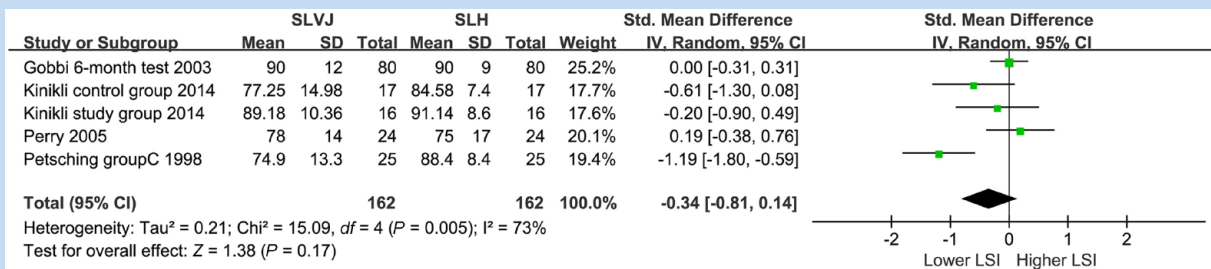 SLVJ SLH Std. Mean Difference Std. Mean Difference
Study or Subgroup Mean SD Total Mean SD Total Weight IV, Random, 95% CI IV, Random, 95% CI
Gobbi 6-month test 2003 90 12 80 90 9 80 25.2% 0.00 [-0.31, 0.31]
Kinikli control group 2014 77.25 14.98 17 84.58 7.4 17 17.7% -0.61 [-1.30, 0.08]
Kinikli study group 2014 89.18 10.36 16 91.14 8.6 16 17.6% -0.20 [-0.90, 0.49]
Perry 2005 78 14 24 75 17 24 20.1% 0.19 [-0.38, 0.76]
Petsching groupC 1998 74.9 13.3 25 88.4 8.4 25 19.4% -1.19 [-1.80, -0.59]
Total (95% CI) 162 162 100.0% -0.34 [-0.81, 0.14]
Heterogeneity: Tau² = 0.21; Chi² = 15.09, df = 4 (P = 0.005); I² = 73%
Test for overall effect: Z = 1.38 (P = 0.17)
-2 -1 0 1 2
Lower LSI Higher LSI